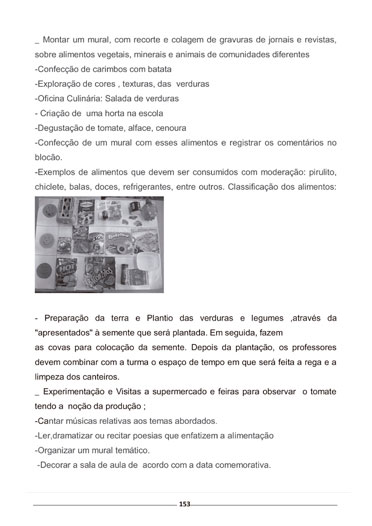 _ Montar um mural, com recorte e colagem de gravuras de jornais e revistas,
sobre alimentos vegetais, minerais e animais de comunidades diferentes
-Confecção de carimbos com batata
-Exploração de cores , texturas, das  verduras
-Oficina Culinária: Salada de verduras
- Criação de  uma horta na escola
-Degustação de tomate, alface, cenoura
-Confecção de um mural com esses alimentos e registrar os comentários no
blocão.
-Exemplos de alimentos que devem ser consumidos com moderação: pirulito,
chiclete, balas, doces, refrigerantes, entre outros. Classificação dos alimentos:
- Preparação da terra e Plantio das verduras e legumes ,através da
"apresentados" à semente que será plantada. Em seguida, fazem
as covas para colocação da semente. Depois da plantação, os professores
devem combinar com a turma o espaço de tempo em que será feita a rega e a
limpeza dos canteiros.
_ Experimentação e Visitas a supermercado e feiras para observar  o tomate
tendo a  noção da produção ;
-Cantar músicas relativas aos temas abordados.
-Ler,dramatizar ou recitar poesias que enfatizem a alimentação
-Organizar um mural temático.
-Decorar a sala de aula de  acordo com a data comemorativa.
153